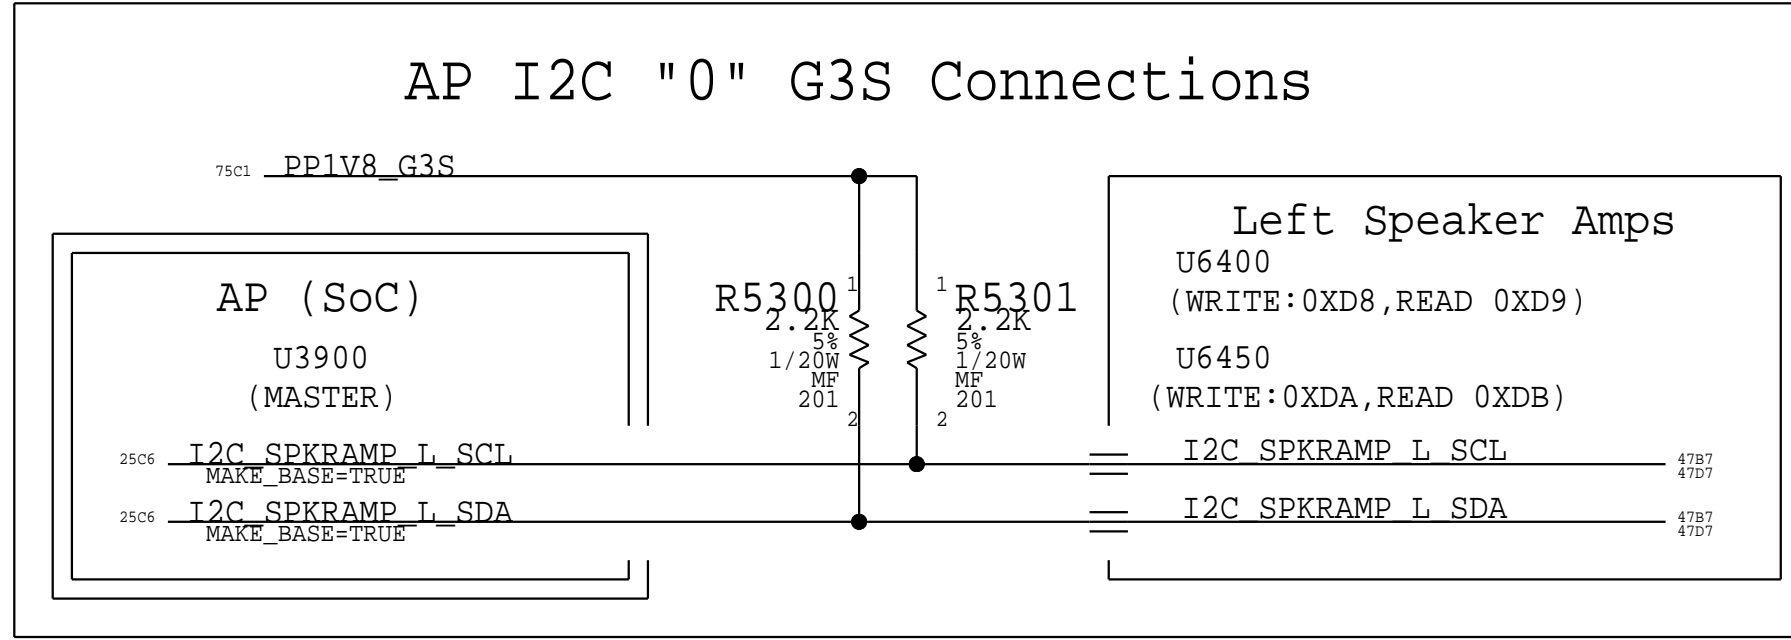 AP I2C "0" G3S Connections
75C1 PP1V8_G3S
AP (SoC)
U3900
(MASTER)
25C6 I2C_SPKRAMP_L_SCL
MAKE_BASE=TRUE
25C6 I2C_SPKRAMP_L_SDA
MAKE_BASE=TRUE
R5300
2.2K
5%
1/20W
MF
201
1
2
1
2
R5301
2.2K
5%
1/20W
MF
201
Left Speaker Amps
U6400
(WRITE:0XD8,READ 0XD9)
U6450
(WRITE:0XDA,READ 0XDB)
I2C_SPKRAMP_L_SCL
47B7
47D7
I2C_SPKRAMP_L_SDA
47B7
47D7